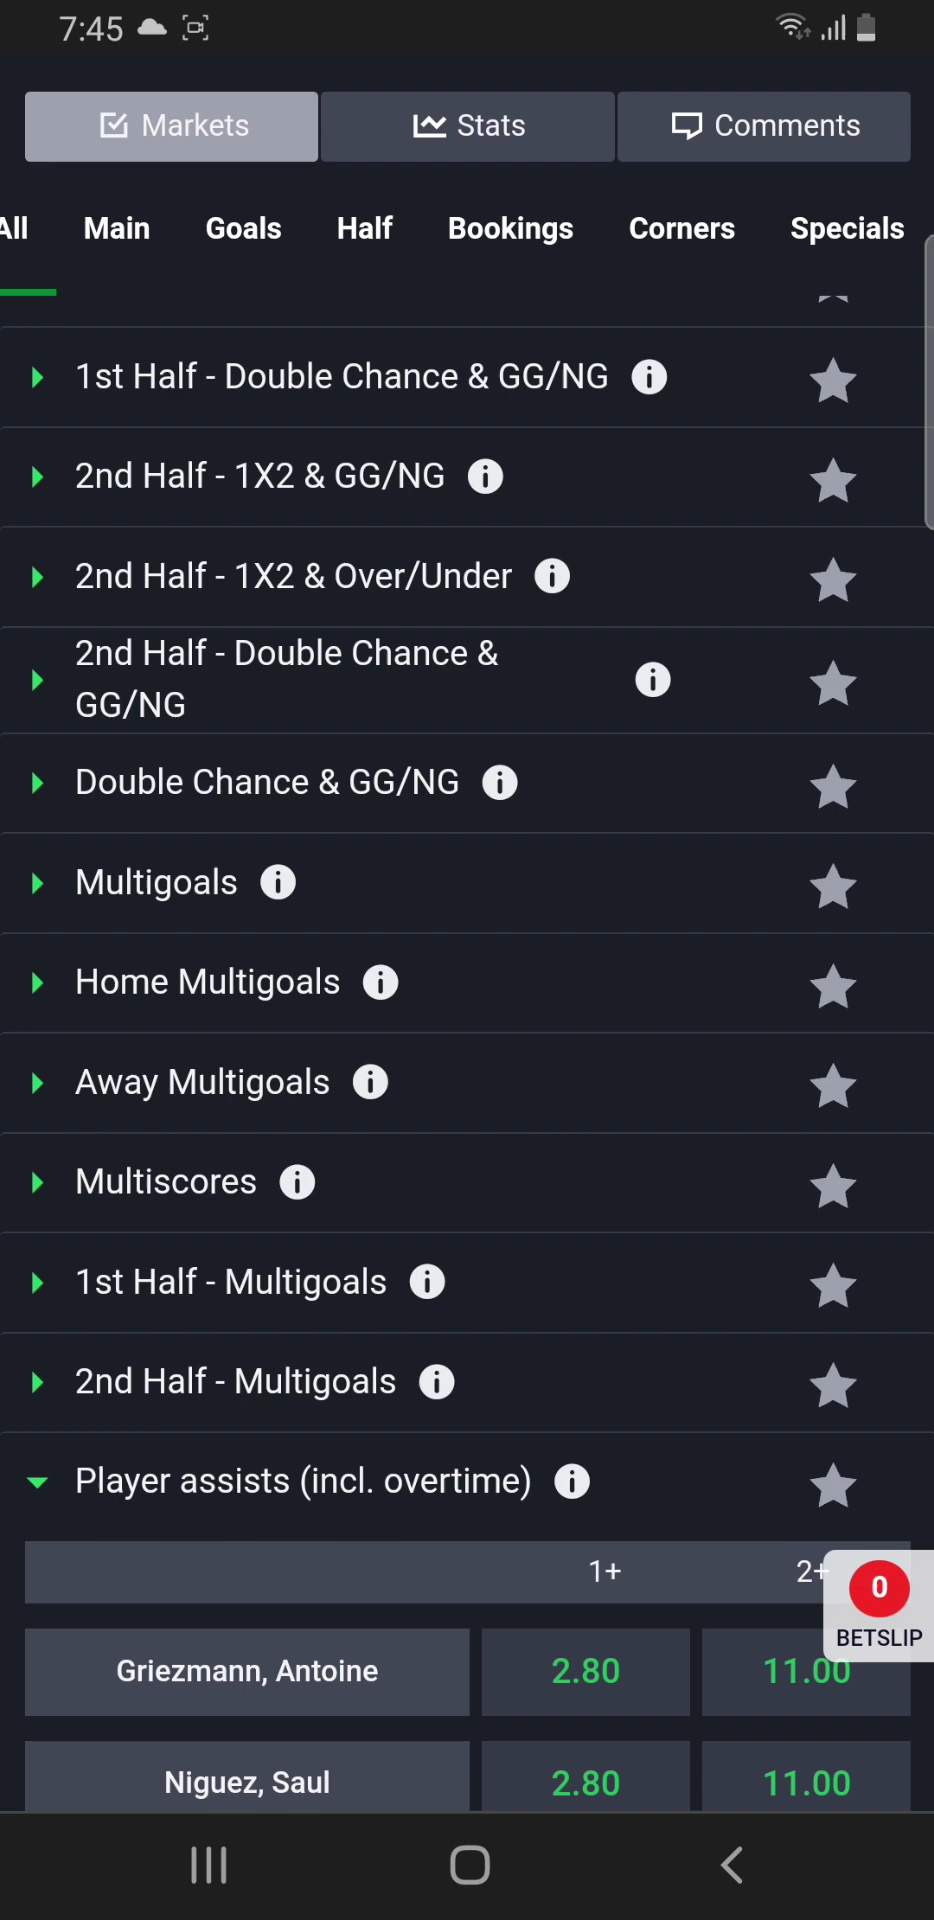 7:45
Markets
Stats
Comments
All
Main
Goals
Half
Bookings
Corners
Specials
1st Half - Double Chance & GG/NG
2nd Half - 1X2 & GG/NG
2nd Half - 1X2 & Over/Under
2nd Half - Double Chance &
GG/NG
Double Chance & GG/NG
Multigoals
Home Multigoals
Away Multigoals
Multiscores
1st Half - Multigoals
2nd Half - Multigoals
Player assists (incl. overtime)
1+
2+
0
BETSLIP
Griezmann, Antoine
2.80
11.00
Niguez, Saul
2.80
11.00